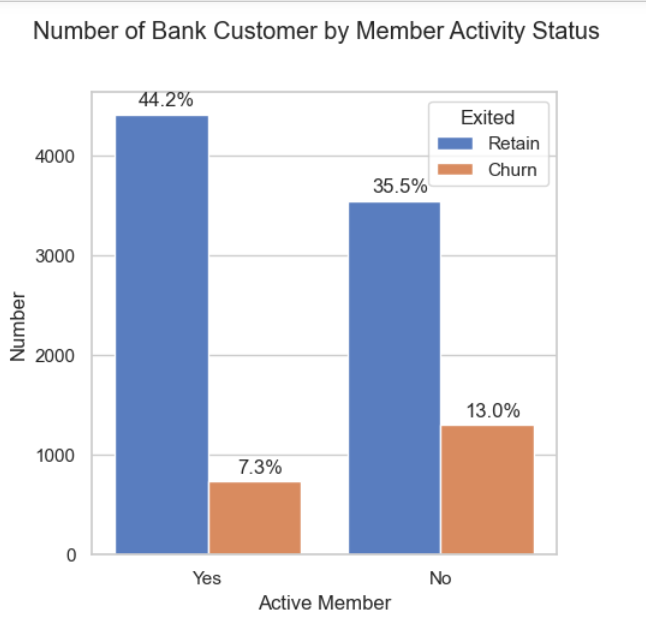 Number of Bank Customer by Member Activity Status
44.2%
Exited
Retain
Churn
35.5%
13.0%
7.3%
4000
3000
2000
1000
0
Number
Yes
No
Active Member